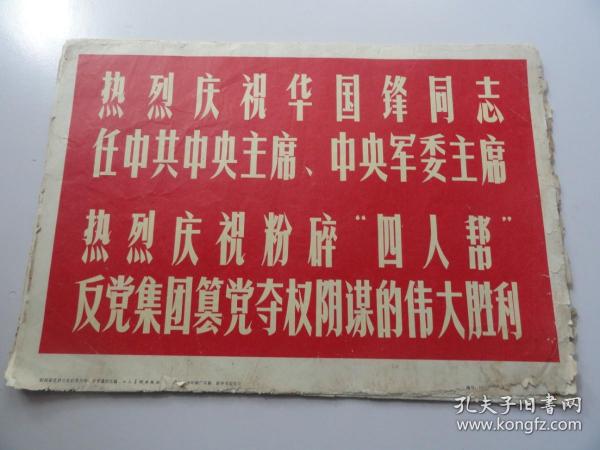 热烈庆祝华国锋同志
任中共中央主席、中央军委主席
热烈庆祝粉碎“四人帮”
反党集团篡党夺权阴谋的伟大胜利
孔夫子旧书网
www.kongfz.com